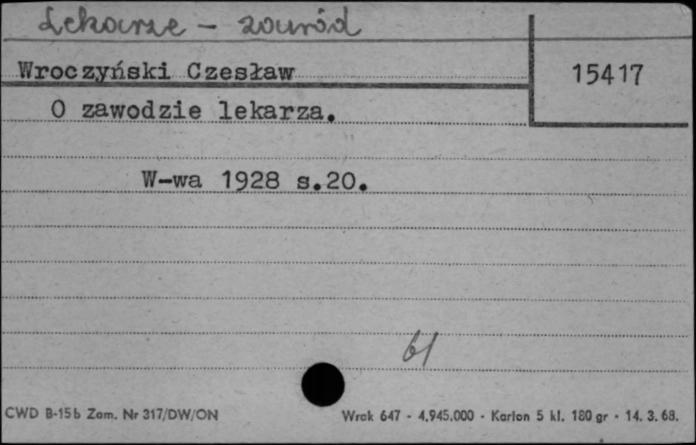 Lekarze - zawód
Wroczyński Czesław
15417
O zawodzie lekarza.
W-wa 1928 s.20.
61
CWD B-15b Zam. Nr 317/DW/ON
Wrak 647 - 4,945.000 - Karton 5 kl. 180 gr - 14. 3. 68.